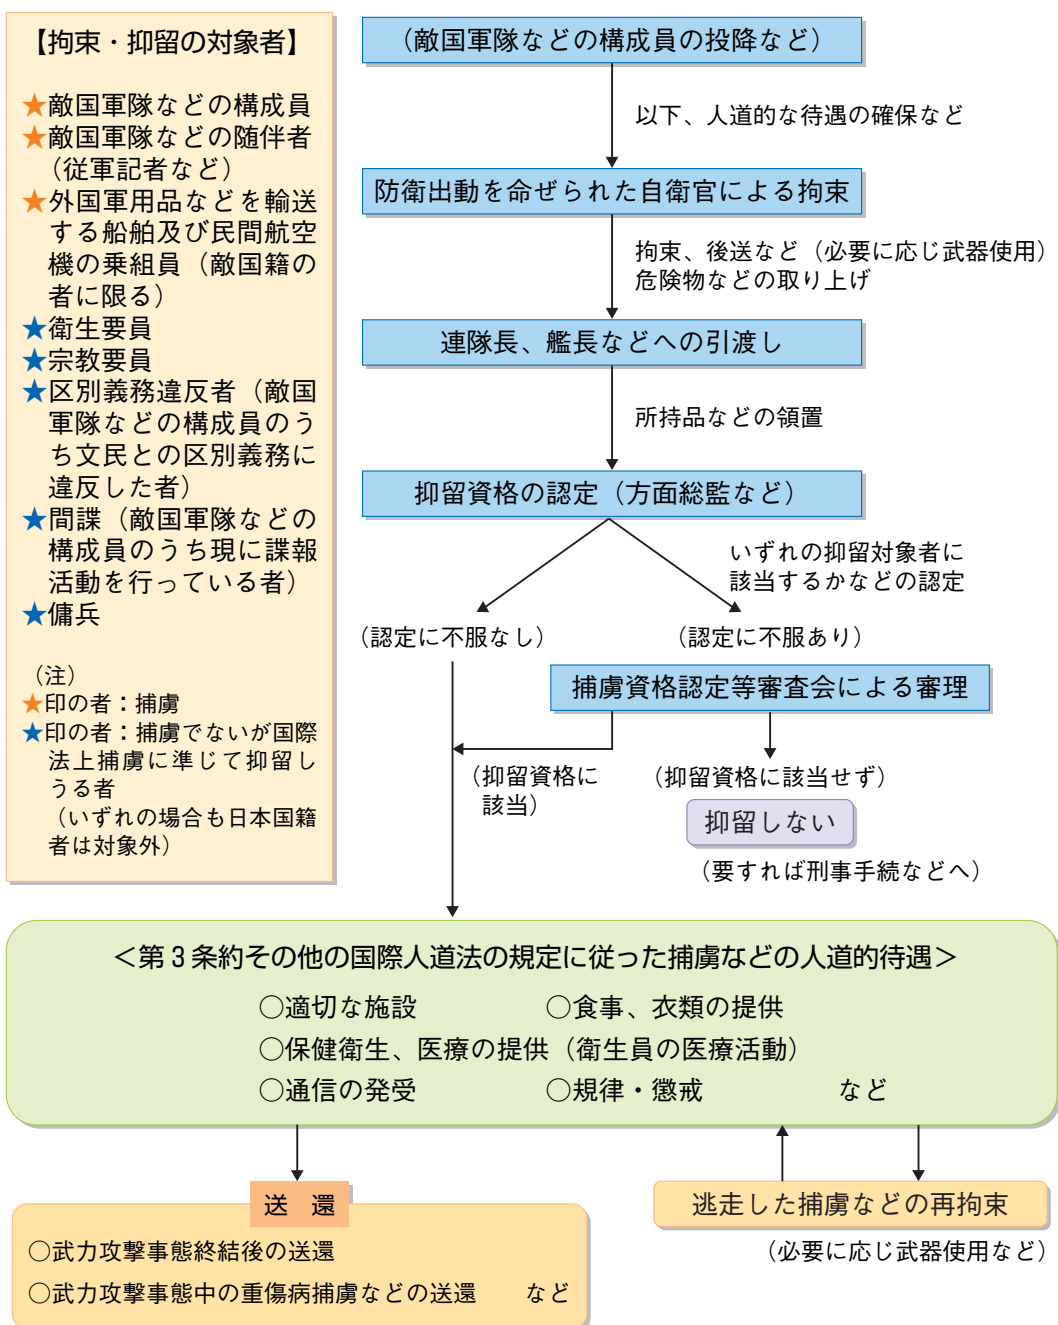 【拘束・抑留の対象者】
★敵国軍隊などの構成員
★敵国軍隊などの随伴者
（従軍記者など）
★外国軍用品などを輸送
する船舶及び民間航空
機の乗組員（敵国籍の
者に限る）
★衛生要員
★宗教要員
★区別義務違反者（敵国
軍隊などの構成員のう
ち文民との区別義務に
違反した者）
★間諜（敵国軍隊などの
構成員のうち現に諜報
活動を行っている者）
★傭兵
（注）
★印の者：捕虜
★印の者：捕虜でないが国際
法上捕虜に準じて抑留し
うる者
（いずれの場合も日本国籍
者は対象外）
（敵国軍隊などの構成員の投降など）
以下、人道的な待遇の確保など
防衛出動を命ぜられた自衛官による拘束
拘束、後送など（必要に応じ武器使用）
危険物などの取り上げ
連隊長、艦長などへの引渡し
所持品などの領置
抑留資格の認定（方面総監など）
いずれの抑留対象者に
該当するかなどの認定
（認定に不服なし）
（認定に不服あり）
捕虜資格認定等審査会による審理
（抑留資格に
該当）
（抑留資格に該当せず）
抑留しない
（要すれば刑事手続などへ）
＜第３条約その他の国際人道法の規定に従った捕虜などの人道的待遇＞
○適切な施設　○食事、衣類の提供
○保健衛生、医療の提供（衛生員の医療活動）
○通信の発受　○規律・懲戒　など
送　還
○武力攻撃事態終結後の送還
○武力攻撃事態中の重傷病捕虜などの送還　など
逃走した捕虜などの再拘束
（必要に応じ武器使用など）